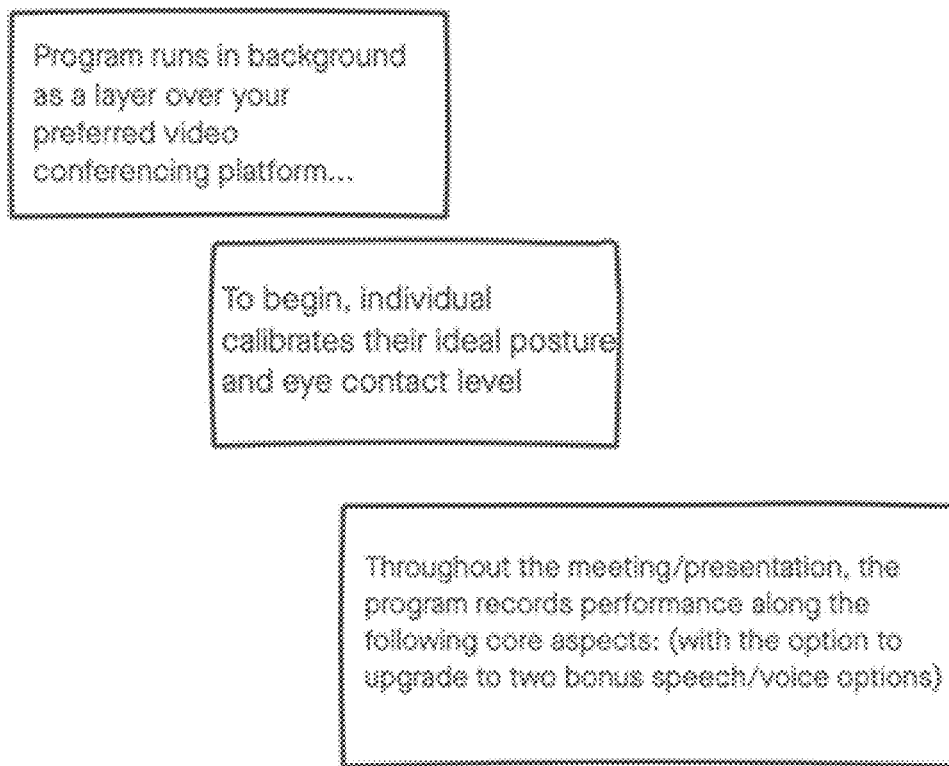 Program runs in background
as a layer over your
preferred video
conferencing platform...
To begin, individual
calibrates their ideal posture
and eye contact level
Throughout the meeting/presentation, the
program records performance along the
following core aspects: (with the option to
upgrade to two bonus speech/voice options)